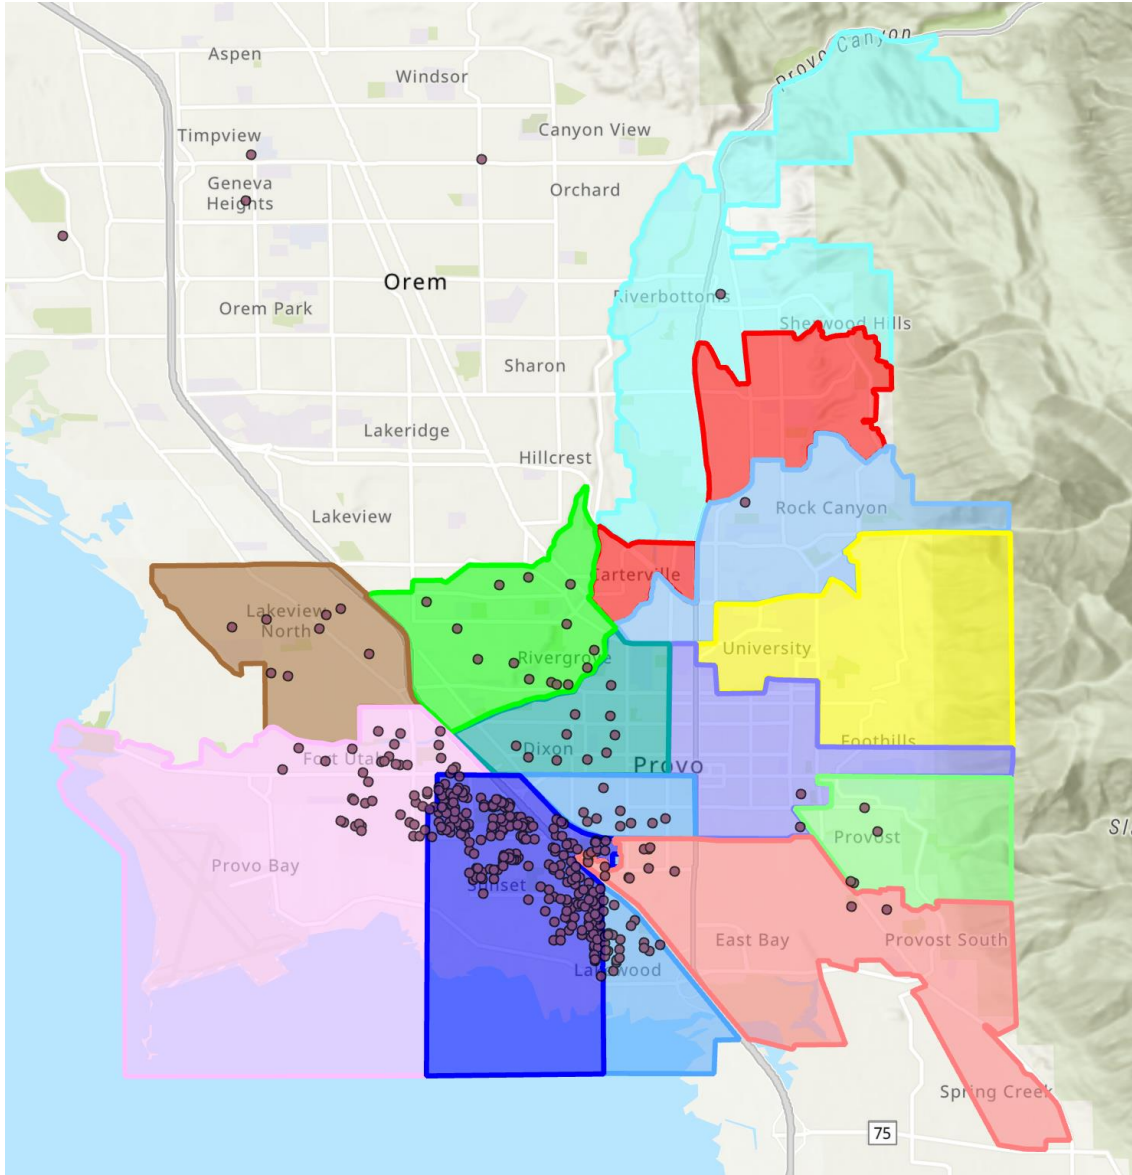 Aspen
Windsor
Provo Canyon
Timpview
Canyon View
Geneva
Heights
Orchard
Orem
Riverbottoms
Orem Park
Sherwood Hills
Sharon
Lakeridge
Hillcrest
Lakeview
Rock Canyon
Carterville
Lakeview
North
University
Rivergrove
Foothills
Dixon
Fort Utah
Provo
Provost
Provo Bay
Sunset
East Bay
Provost South
Lakewood
Spring Creek
75